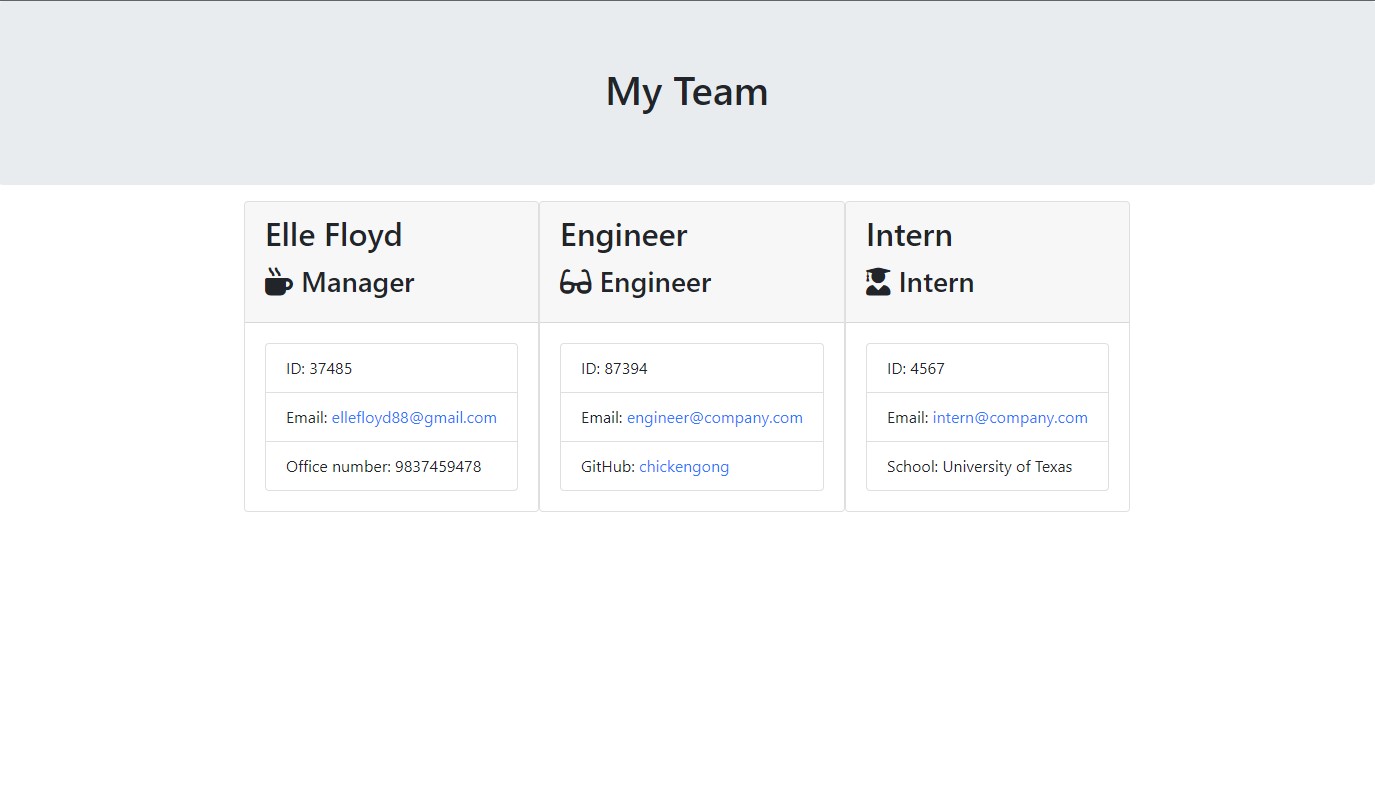 My Team
Elle Floyd
Manager
ID: 37485
Email: ellefloyd88@gmail.com
Office number: 9837459478
Engineer
Engineer
ID: 87394
Email: engineer@company.com
GitHub: chickengong
Intern
Intern
ID: 4567
Email: intern@company.com
School: University of Texas